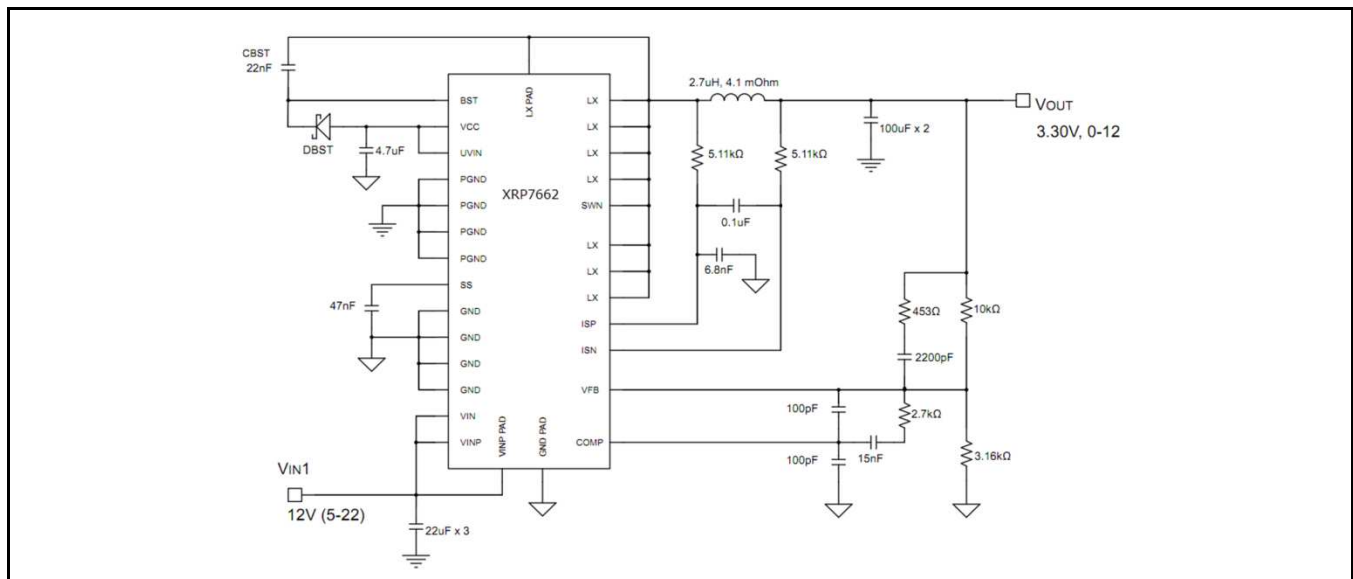 CBST
22nF
DBST
4.7uF
47nF
VIN1
12V (5-22)
22uF x 3
LX PAD
BST
VCC
UVIN
PGND
PGND
PGND
PGND
SS
GND
GND
GND
GND
VIN
VINP
VINP PAD
GND PAD
XRP7662
LX
LX
LX
LX
SWN
LX
LX
LX
ISP
ISN
VFB
COMP
2.7uH, 4.1 mOhm
5.11kΩ
5.11kΩ
0.1uF
6.8nF
100uF x 2
VOUT
3.30V, 0-12
453Ω
10kΩ
2200pF
100pF
2.7kΩ
100pF
15nF
3.16kΩ